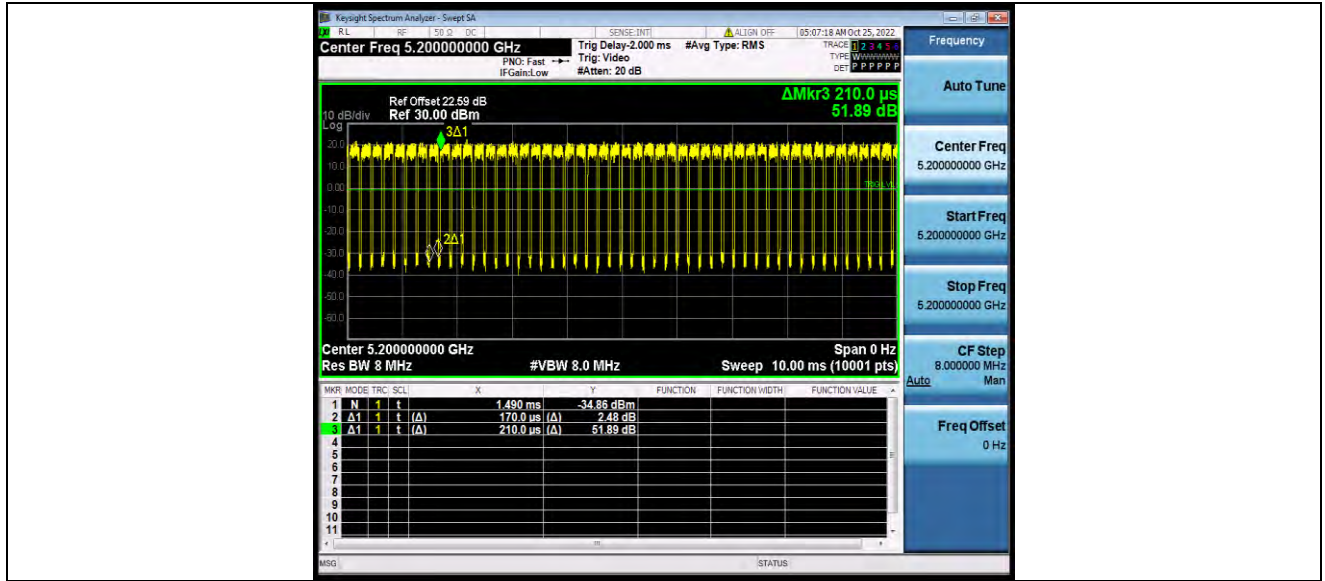 Keysight Spectrum Analyzer - Swept SA
RL RF 50 Ω DC SENSE:INT ALIGN OFF 05:07:18 AM Oct 25, 2022
Center Freq 5.200000000 GHz
PNO: Fast
IFGain:Low
Trig Delay-2.000 ms
Trig: Video
#Atten: 20 dB
#Avg Type: RMS
TRACE 1 2 3 4 5 6
TYPE W
DET P P P P P P
ΔMkr3 210.0 µs
51.89 dB
Ref Offset 22.59 dB
10 dB/div Ref 30.00 dBm
Log
3Δ1
20.0
10.0
0.00
TRIG LVL
-10.0
-20.0
2Δ1
-30.0
-40.0
-50.0
-60.0
Center 5.200000000 GHz Span 0 Hz
Res BW 8 MHz #VBW 8.0 MHz Sweep 10.00 ms (10001 pts)
MKR MODE TRC SCL X Y FUNCTION FUNCTION WIDTH FUNCTION VALUE
1 N 1 t 1.490 ms -34.86 dBm
2 Δ1 1 t (Δ) 170.0 µs (Δ) 2.48 dB
3 Δ1 1 t (Δ) 210.0 µs (Δ) 51.89 dB
4
5
6
7
8
9
10
11
MSG STATUS
Frequency
Auto Tune
Center Freq
5.200000000 GHz
Start Freq
5.200000000 GHz
Stop Freq
5.200000000 GHz
CF Step
8.000000 MHz
Auto Man
Freq Offset
0 Hz